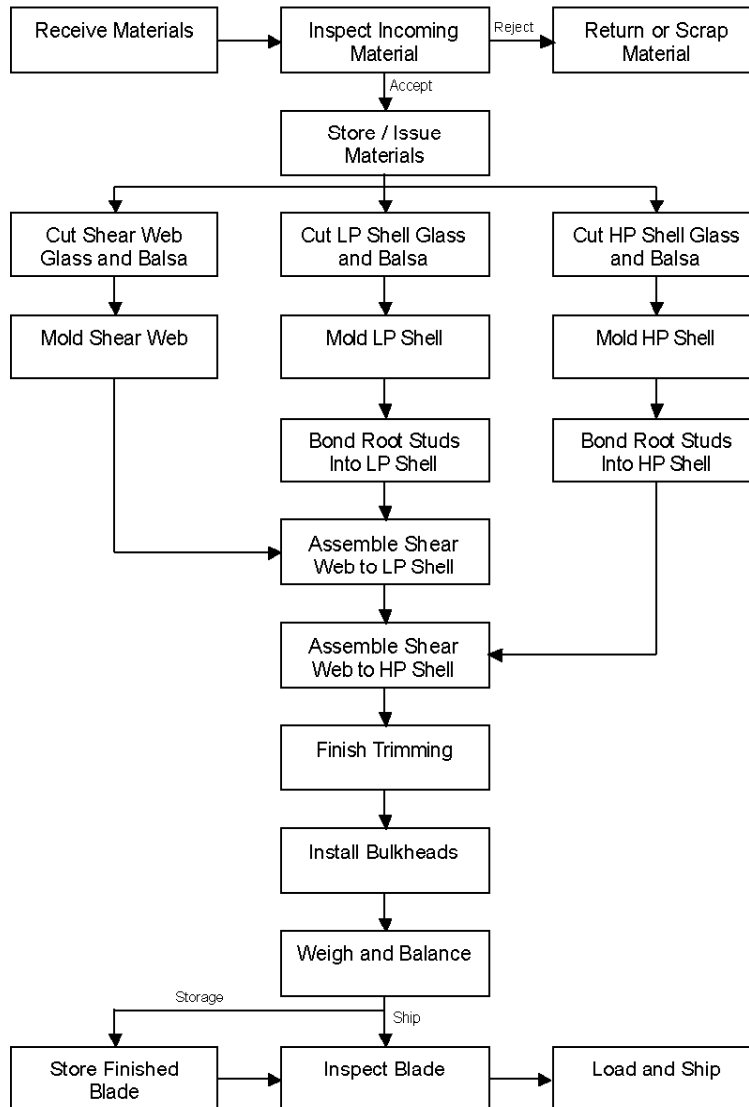 Receive Materials
Inspect Incoming
Material
Reject
Return or Scrap
Material
Accept
Store / Issue
Materials
Cut Shear Web
Glass and Balsa
Cut LP Shell Glass
and Balsa
Cut HP Shell Glass
and Balsa
Mold Shear Web
Mold LP Shell
Mold HP Shell
Bond Root Studs
Into LP Shell
Bond Root Studs
Into HP Shell
Assemble Shear
Web to LP Shell
Assemble Shear
Web to HP Shell
Finish Trimming
Install Bulkheads
Weigh and Balance
Storage
Ship
Store Finished
Blade
Inspect Blade
Load and Ship